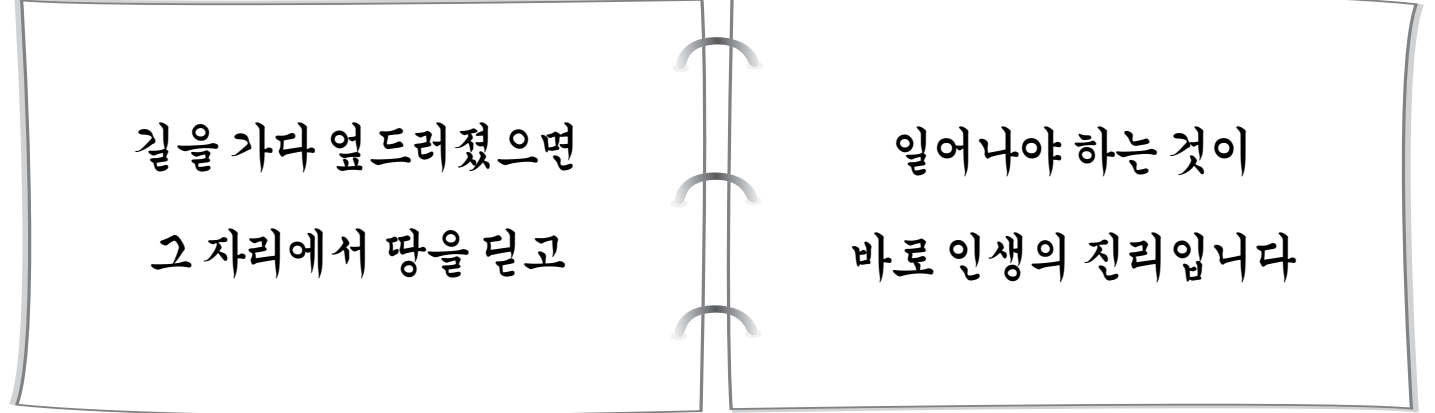 길을 가다 엎드러졌으면
그 자리에서 땅을 딛고
일어나야 하는 것이
바로 인생의 진리입니다